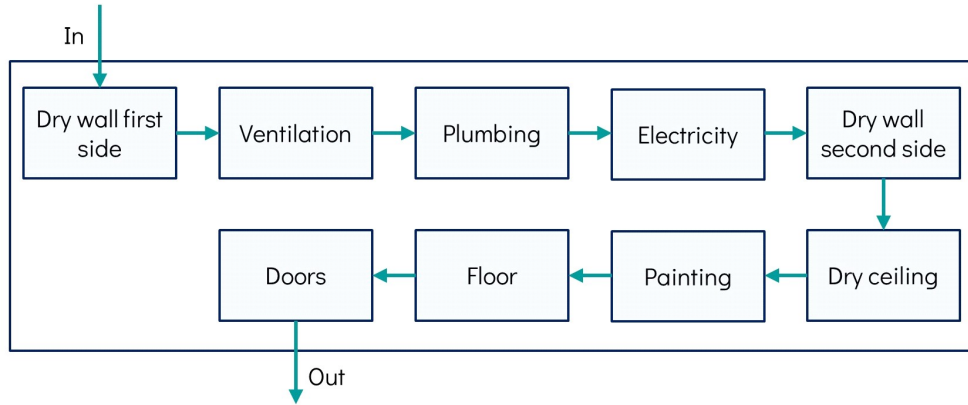 In
Dry wall first
side
Ventilation
Plumbing
Electricity
Dry wall
second side
Dry ceiling
Painting
Floor
Doors
Out